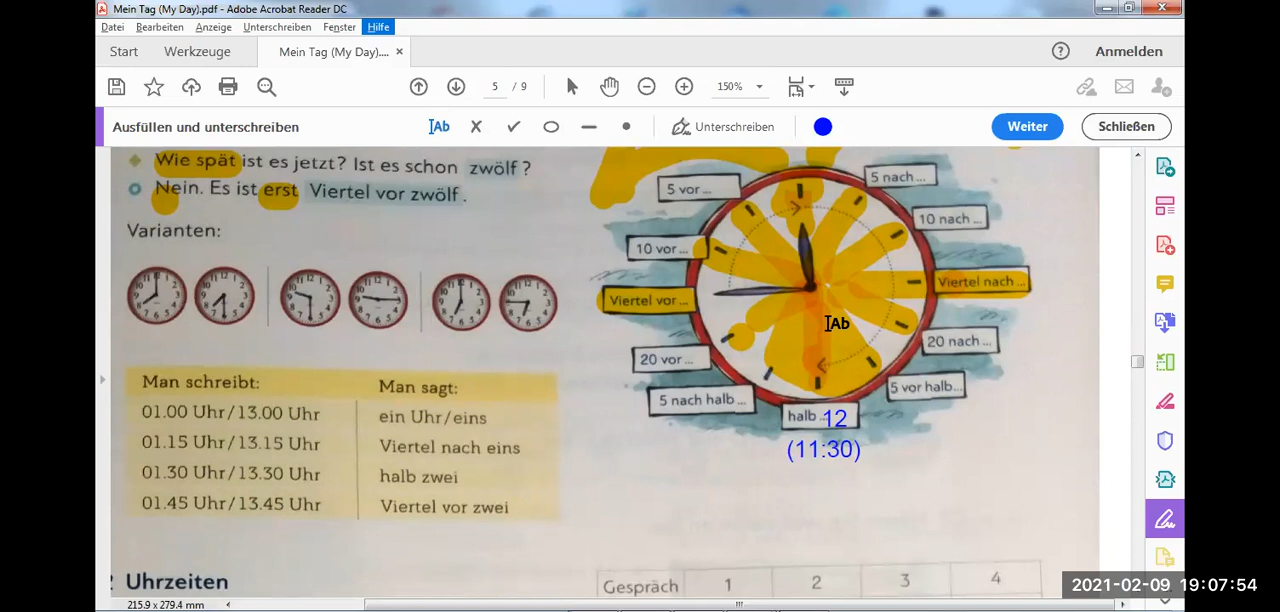 Mein Tag (My Day).pdf - Adobe Acrobat Reader DC
Datei Bearbeiten Anzeige Unterschreiben Fenster Hilfe
Start Werkzeuge Mein Tag (My Day).... × ? Anmelden
5 / 9 150%
Ausfüllen und unterschreiben Ab Unterschreiben Weiter Schließen
Wie spät ist es jetzt? Ist es schon zwölf?
Nein. Es ist erst Viertel vor zwölf.
Varianten:
5 vor ...
5 nach ...
10 vor ...
10 nach ...
Viertel vor ...
Viertel nach ...
Ab
20 vor ...
20 nach ...
5 nach halb ...
5 vor halb ...
halb ... 12
(11:30)
Man schreibt: Man sagt:
01.00 Uhr/13.00 Uhr ein Uhr/eins
01.15 Uhr/13.15 Uhr Viertel nach eins
01.30 Uhr/13.30 Uhr halb zwei
01.45 Uhr/13.45 Uhr Viertel vor zwei
Uhrzeiten
Gespräch 1 2 3 4
2021-02-09 19:07:54
215.9 x 279.4 mm